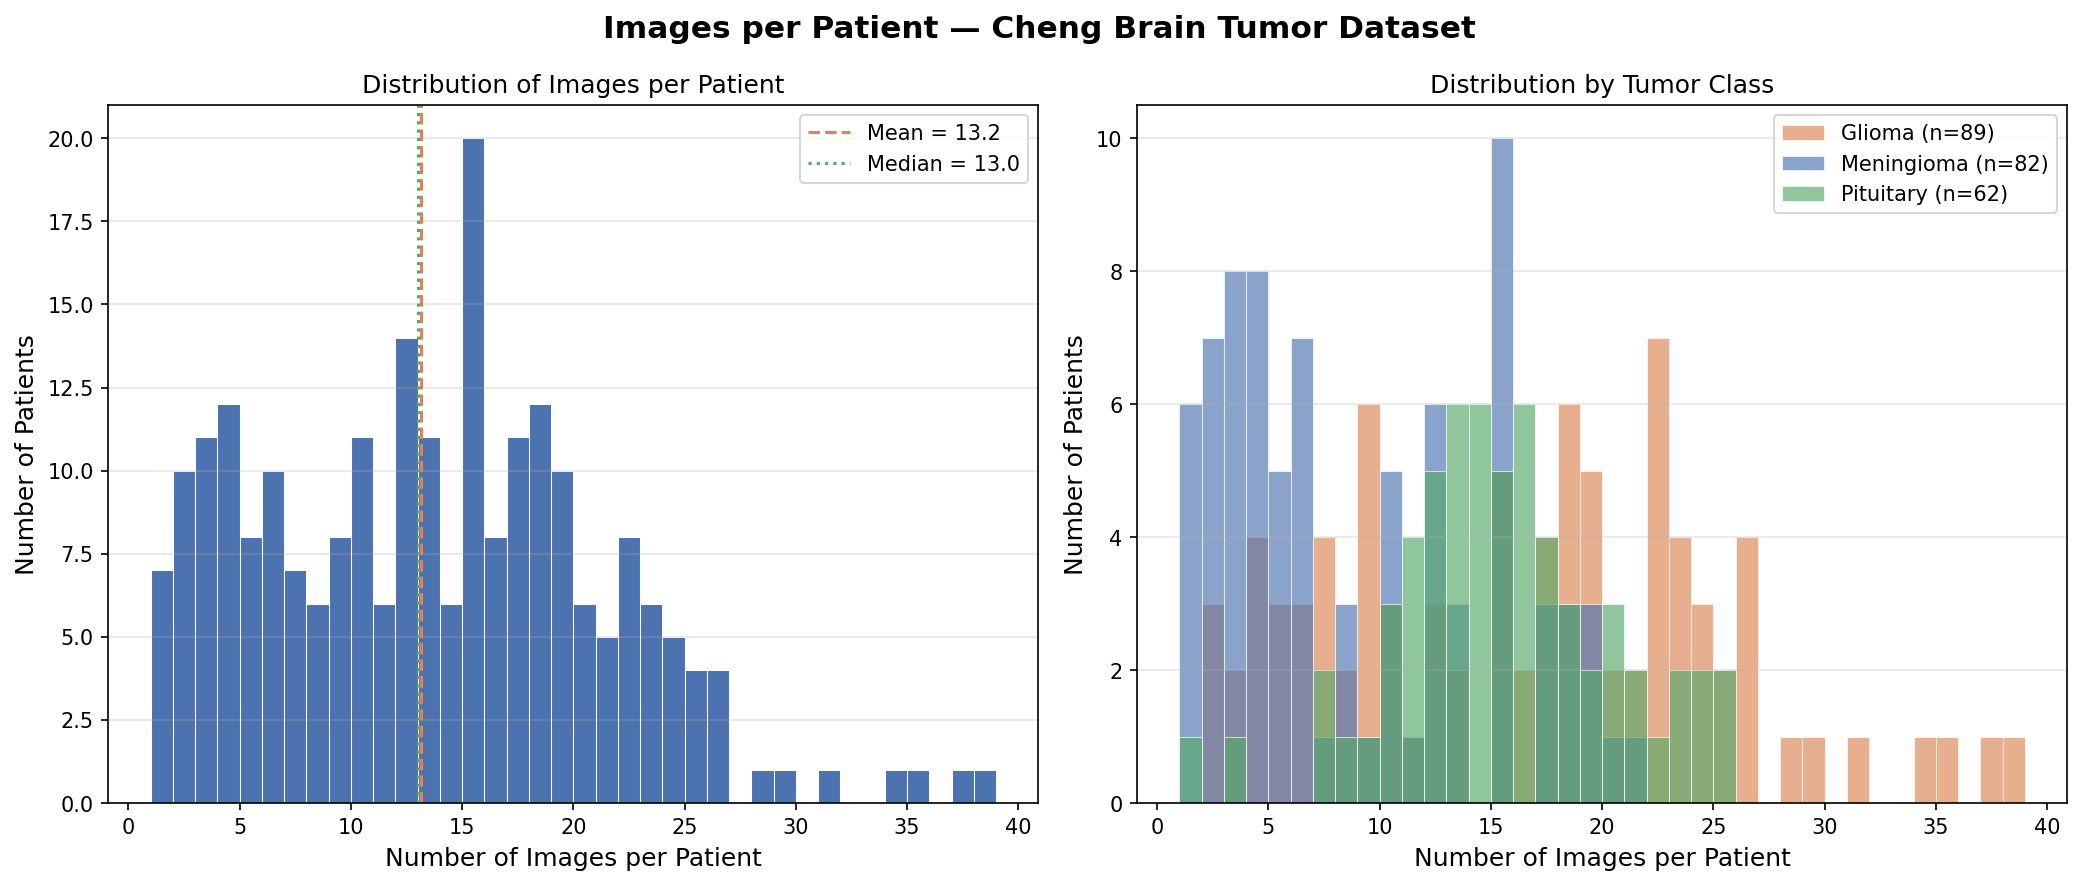 Images per Patient — Cheng Brain Tumor Dataset
Distribution of Images per Patient
Mean = 13.2
Median = 13.0
20.0
17.5
15.0
12.5
10.0
7.5
5.0
2.5
0.0
Number of Patients
0 5 10 15 20 25 30 35 40
Number of Images per Patient
Distribution by Tumor Class
Glioma (n=89)
Meningioma (n=82)
Pituitary (n=62)
10
8
6
4
2
0
Number of Patients
0 5 10 15 20 25 30 35 40
Number of Images per Patient